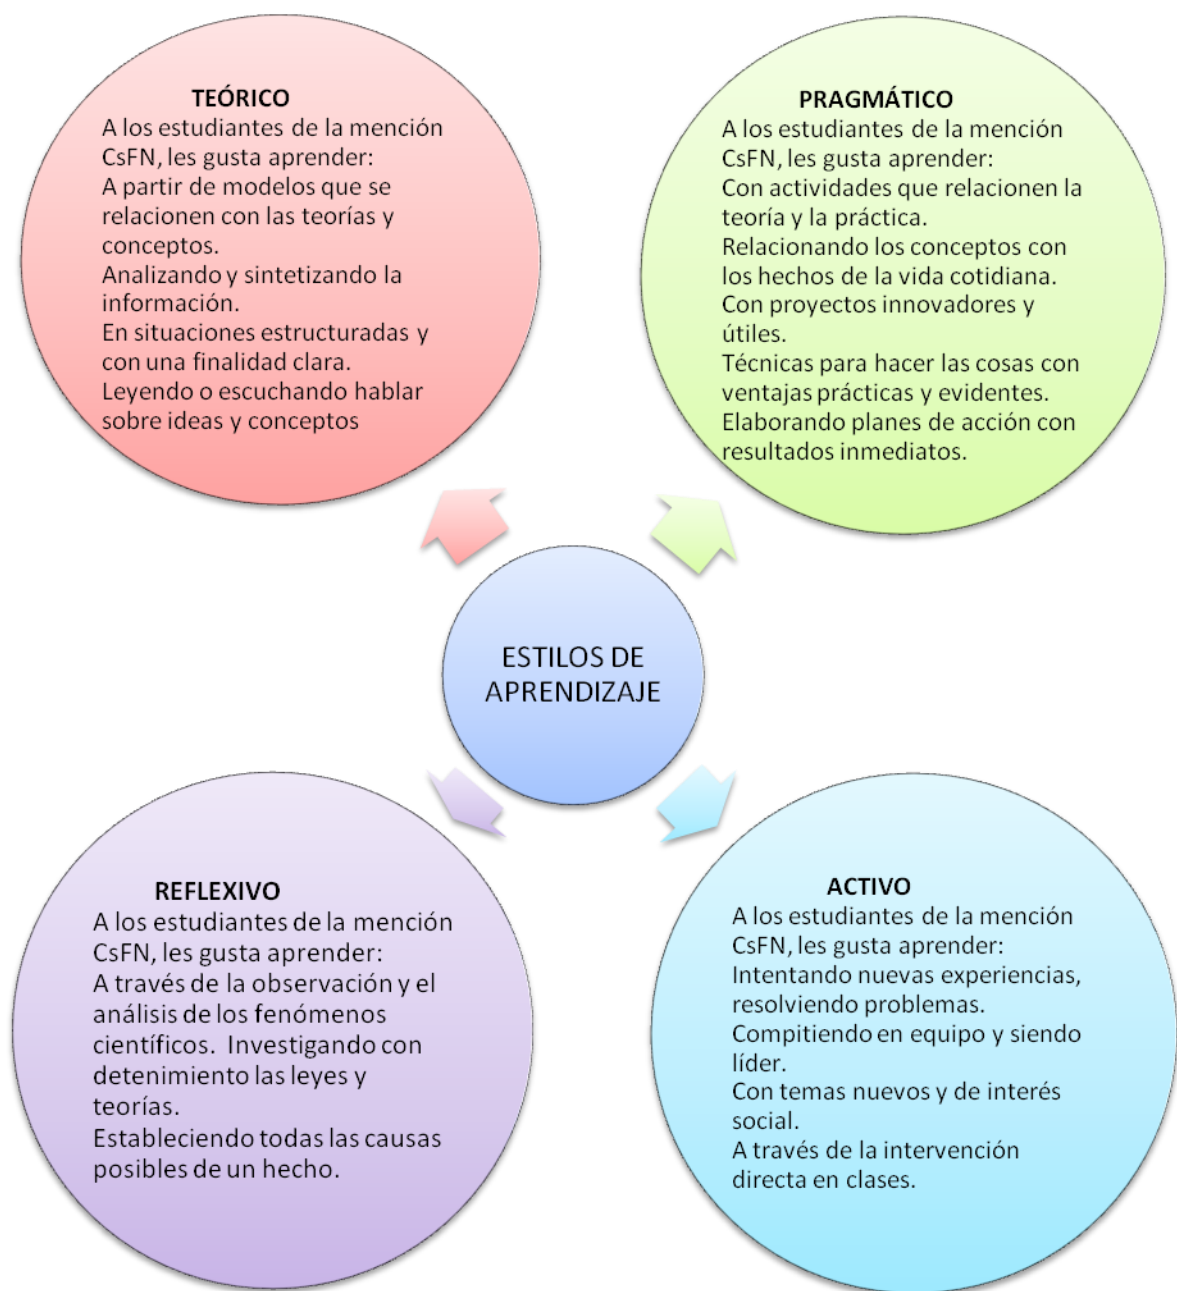 TEÓRICO
A los estudiantes de la mención
CsFN, les gusta aprender:
A partir de modelos que se
relacionen con las teorías y
conceptos.
Analizando y sintetizando la
información.
En situaciones estructuradas y
con una finalidad clara.
Leyendo o escuchando hablar
sobre ideas y conceptos
PRAGMÁTICO
A los estudiantes de la mención
CsFN, les gusta aprender:
Con actividades que relacionen la
teoría y la práctica.
Relacionando los conceptos con
los hechos de la vida cotidiana.
Con proyectos innovadores y
útiles.
Técnicas para hacer las cosas con
ventajas prácticas y evidentes.
Elaborando planes de acción con
resultados inmediatos.
ESTILOS DE
APRENDIZAJE
REFLEXIVO
A los estudiantes de la mención
CsFN, les gusta aprender:
A través de la observación y el
análisis de los fenómenos
científicos. Investigando con
detenimiento las leyes y
teorías.
Estableciendo todas las causas
posibles de un hecho.
ACTIVO
A los estudiantes de la mención
CsFN, les gusta aprender:
Intentando nuevas experiencias,
resolviendo problemas.
Compitiendo en equipo y siendo
líder.
Con temas nuevos y de interés
social.
A través de la intervención
directa en clases.